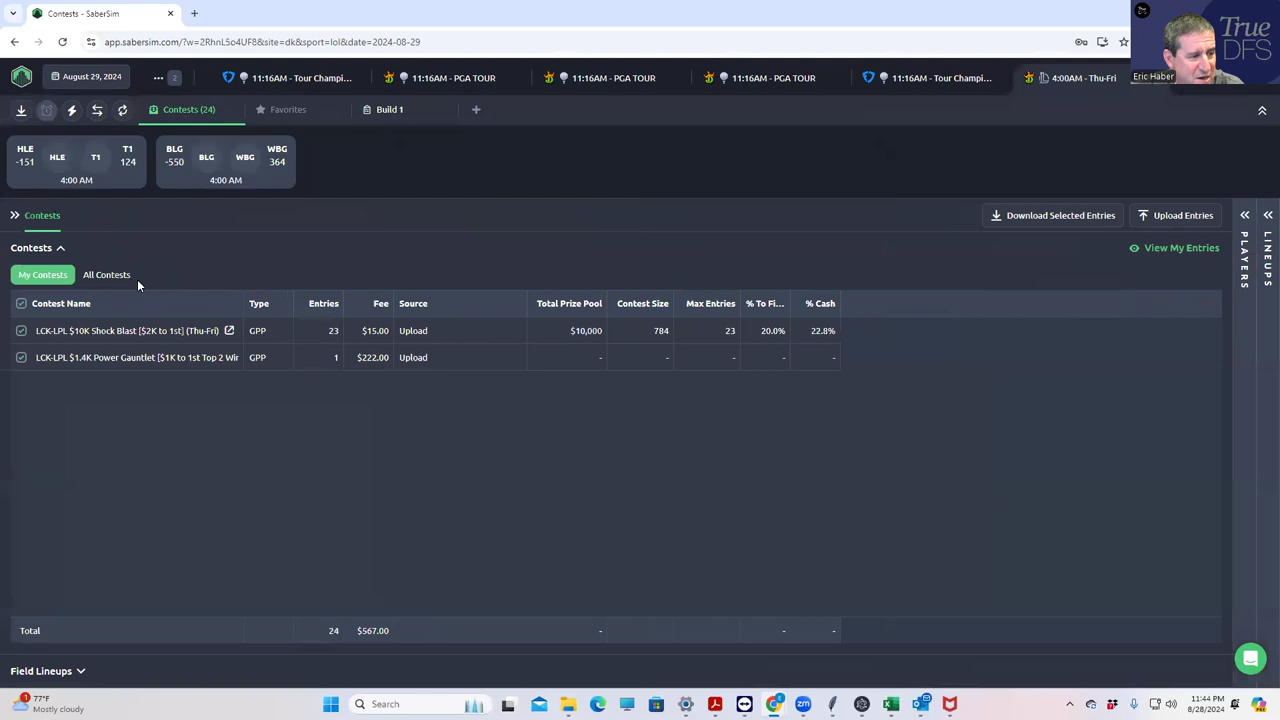 Contests - SaberSim
app.sabersim.com/?w=2RhnL5o4UF8&site=dk&sport=lol&date=2024-08-29
True
DFS
Eric Haber
August 29, 2024
... 2
11:16AM - Tour Champi...
11:16AM - PGA TOUR
11:16AM - PGA TOUR
11:16AM - PGA TOUR
11:16AM - Tour Champi...
4:00AM - Thu-Fri
Contests (24)
Favorites
Build 1
HLE T1
-151 HLE T1 124
4:00 AM
BLG WBG
-550 BLG WBG 364
4:00 AM
Contests
Download Selected Entries
Upload Entries
Contests
View My Entries
My Contests
All Contests
PLAYERS
LINEUPS
Contest Name Type Entries Fee Source Total Prize Pool Contest Size Max Entries % To Fi... % Cash
LCK-LPL $10K Shock Blast [$2K to 1st] (Thu-Fri) GPP 23 $15.00 Upload $10,000 784 23 20.0% 22.8%
LCK-LPL $1.4K Power Gauntlet [$1K to 1st Top 2 Wir GPP 1 $222.00 Upload - - - - -
Total 24 $567.00 - - -
Field Lineups
1
77°F
Mostly cloudy
Search
11:44 PM
8/28/2024